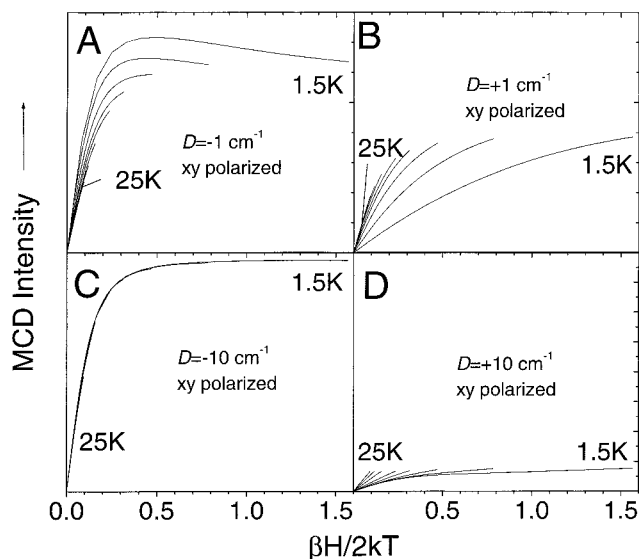 A
1.5K
D=-1 cm⁻¹
xy polarized
25K
B
D=+1 cm⁻¹
xy polarized
25K
1.5K
C
1.5K
D=-10 cm⁻¹
xy polarized
25K
D
D=+10 cm⁻¹
xy polarized
25K
1.5K
MCD Intensity
0.0 0.5 1.0 1.5 0.5 1.0 1.5
βH/2kT